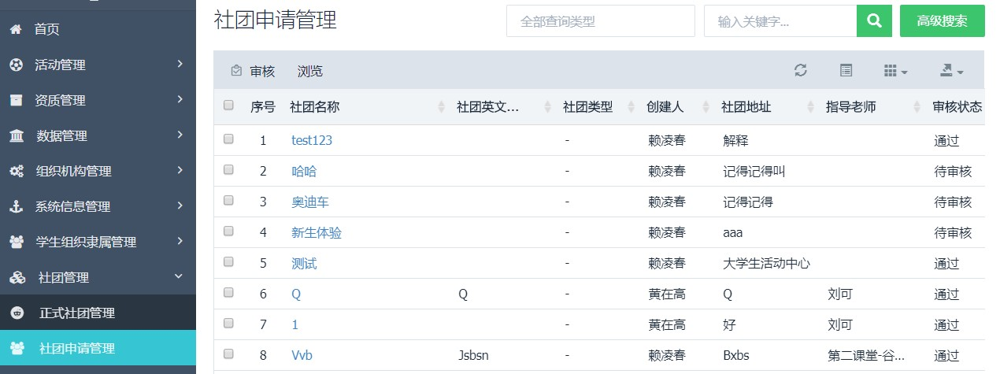 首页
活动管理
资质管理
数据管理
组织机构管理
系统信息管理
学生组织隶属管理
社团管理
正式社团管理
社团申请管理
社团申请管理 全部查询类型 输入关键字... 高级搜索
审核 浏览
序号 社团名称 社团英文... 社团类型 创建人 社团地址 指导老师 审核状态
1 test123 - 赖凌春 解释 通过
2 哈哈 - 赖凌春 记得记得叫 待审核
3 奥迪车 - 赖凌春 记得记得 待审核
4 新生体验 - 赖凌春 aaa 待审核
5 测试 - 赖凌春 大学生活动中心 通过
6 Q Q - 黄在高 Q 刘可 通过
7 1 - 黄在高 好 刘可 通过
8 Vvb Jsbsn - 赖凌春 Bxbs 第二课堂-谷... 通过